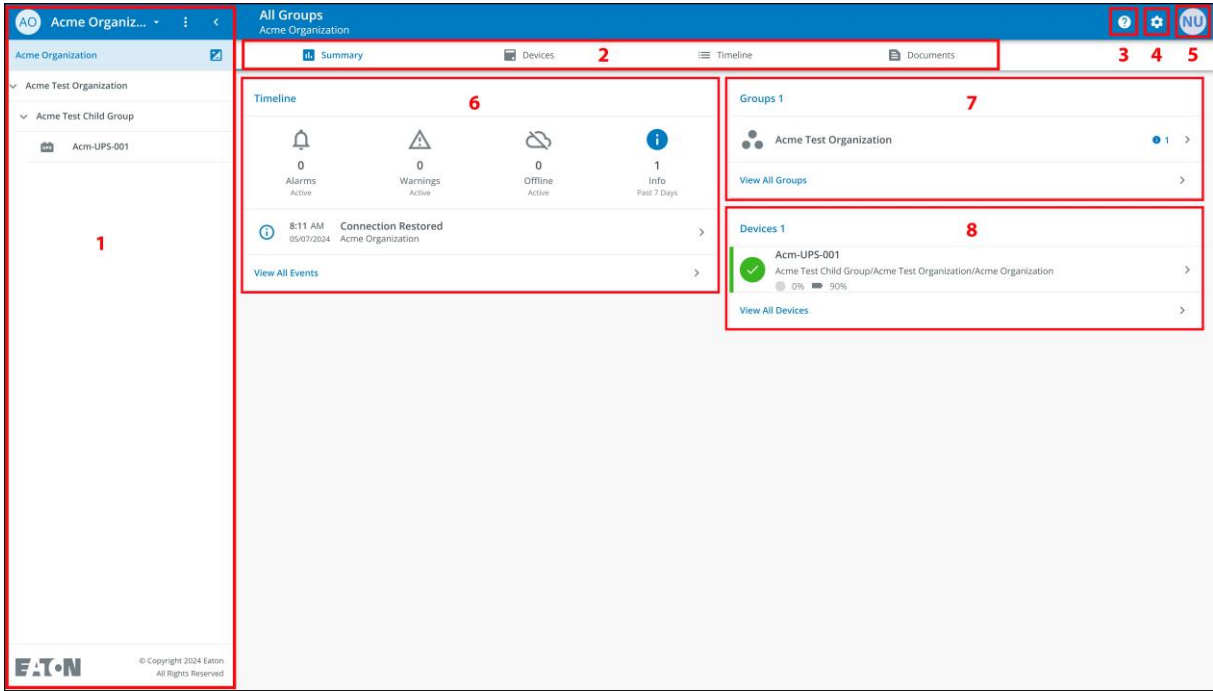 AO Acme Organiz...
Acme Organization
Acme Test Organization
Acme Test Child Group
UPS Acm-UPS-001
1
EATON
© Copyright 2024 Eaton
All Rights Reserved
All Groups
Acme Organization
NU
Summary Devices 2 Timeline Documents
3 4 5
Timeline 6
0 0 0 1
Alarms Warnings Offline Info
Active Active Active Past 7 Days
8:11 AM Connection Restored
05/07/2024 Acme Organization
View All Events
Groups 1 7
Acme Test Organization 1
View All Groups
Devices 1 8
Acm-UPS-001
Acme Test Child Group/Acme Test Organization/Acme Organization
0% 90%
View All Devices